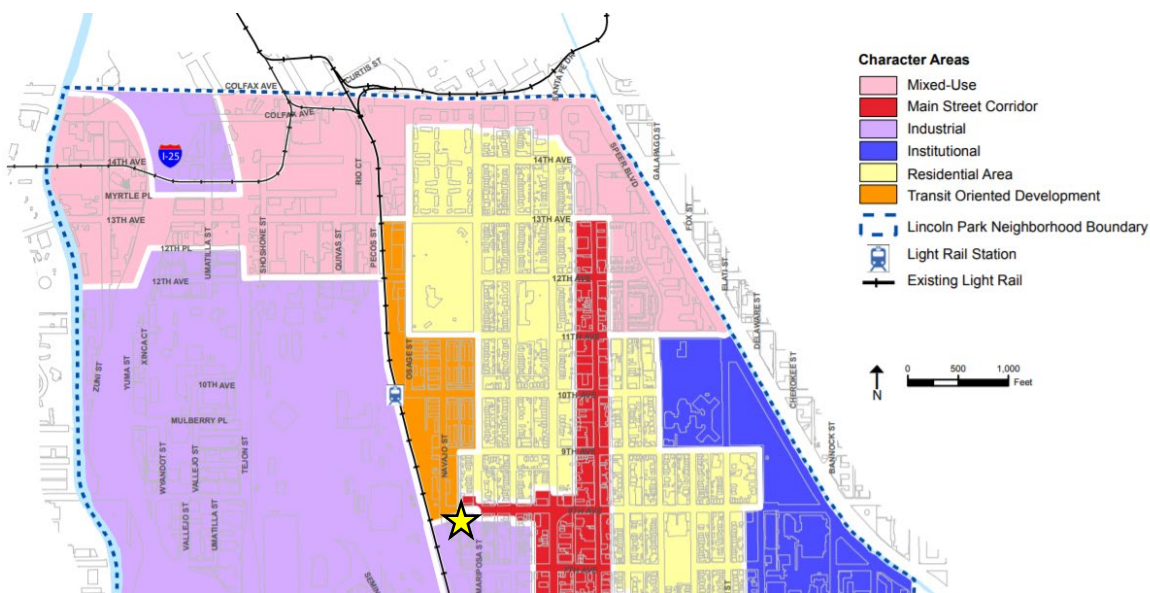 CURTIS ST
SANTA FE DR
COLFAX AVE
COLFAX AVE
I-25
14TH AVE
14TH AVE
RIO CT
SPEER BLVD
GALAPAGO ST
MYRTLE PL
13TH AVE
13TH AVE
FOX ST
12TH PL
UMATILLA ST
SHOSHONE ST
QUIVAS ST
PECOS ST
12TH AVE
12TH AVE
ELATI ST
11TH AVE
DELAWARE ST
XINCA CT
YUMA ST
ZUNI ST
OSAGE ST
10TH AVE
10TH AVE
CHEROKEE ST
MULBERRY PL
BANNOCK ST
WYANDOT ST
VALLEJO ST
TEJON ST
NAVAJO ST
9TH AVE
VALLEJO ST
UMATILLA ST
MARIPOSA ST
Character Areas
Mixed-Use
Main Street Corridor
Industrial
Institutional
Residential Area
Transit Oriented Development
Lincoln Park Neighborhood Boundary
Light Rail Station
Existing Light Rail
N
0 500 1,000
Feet